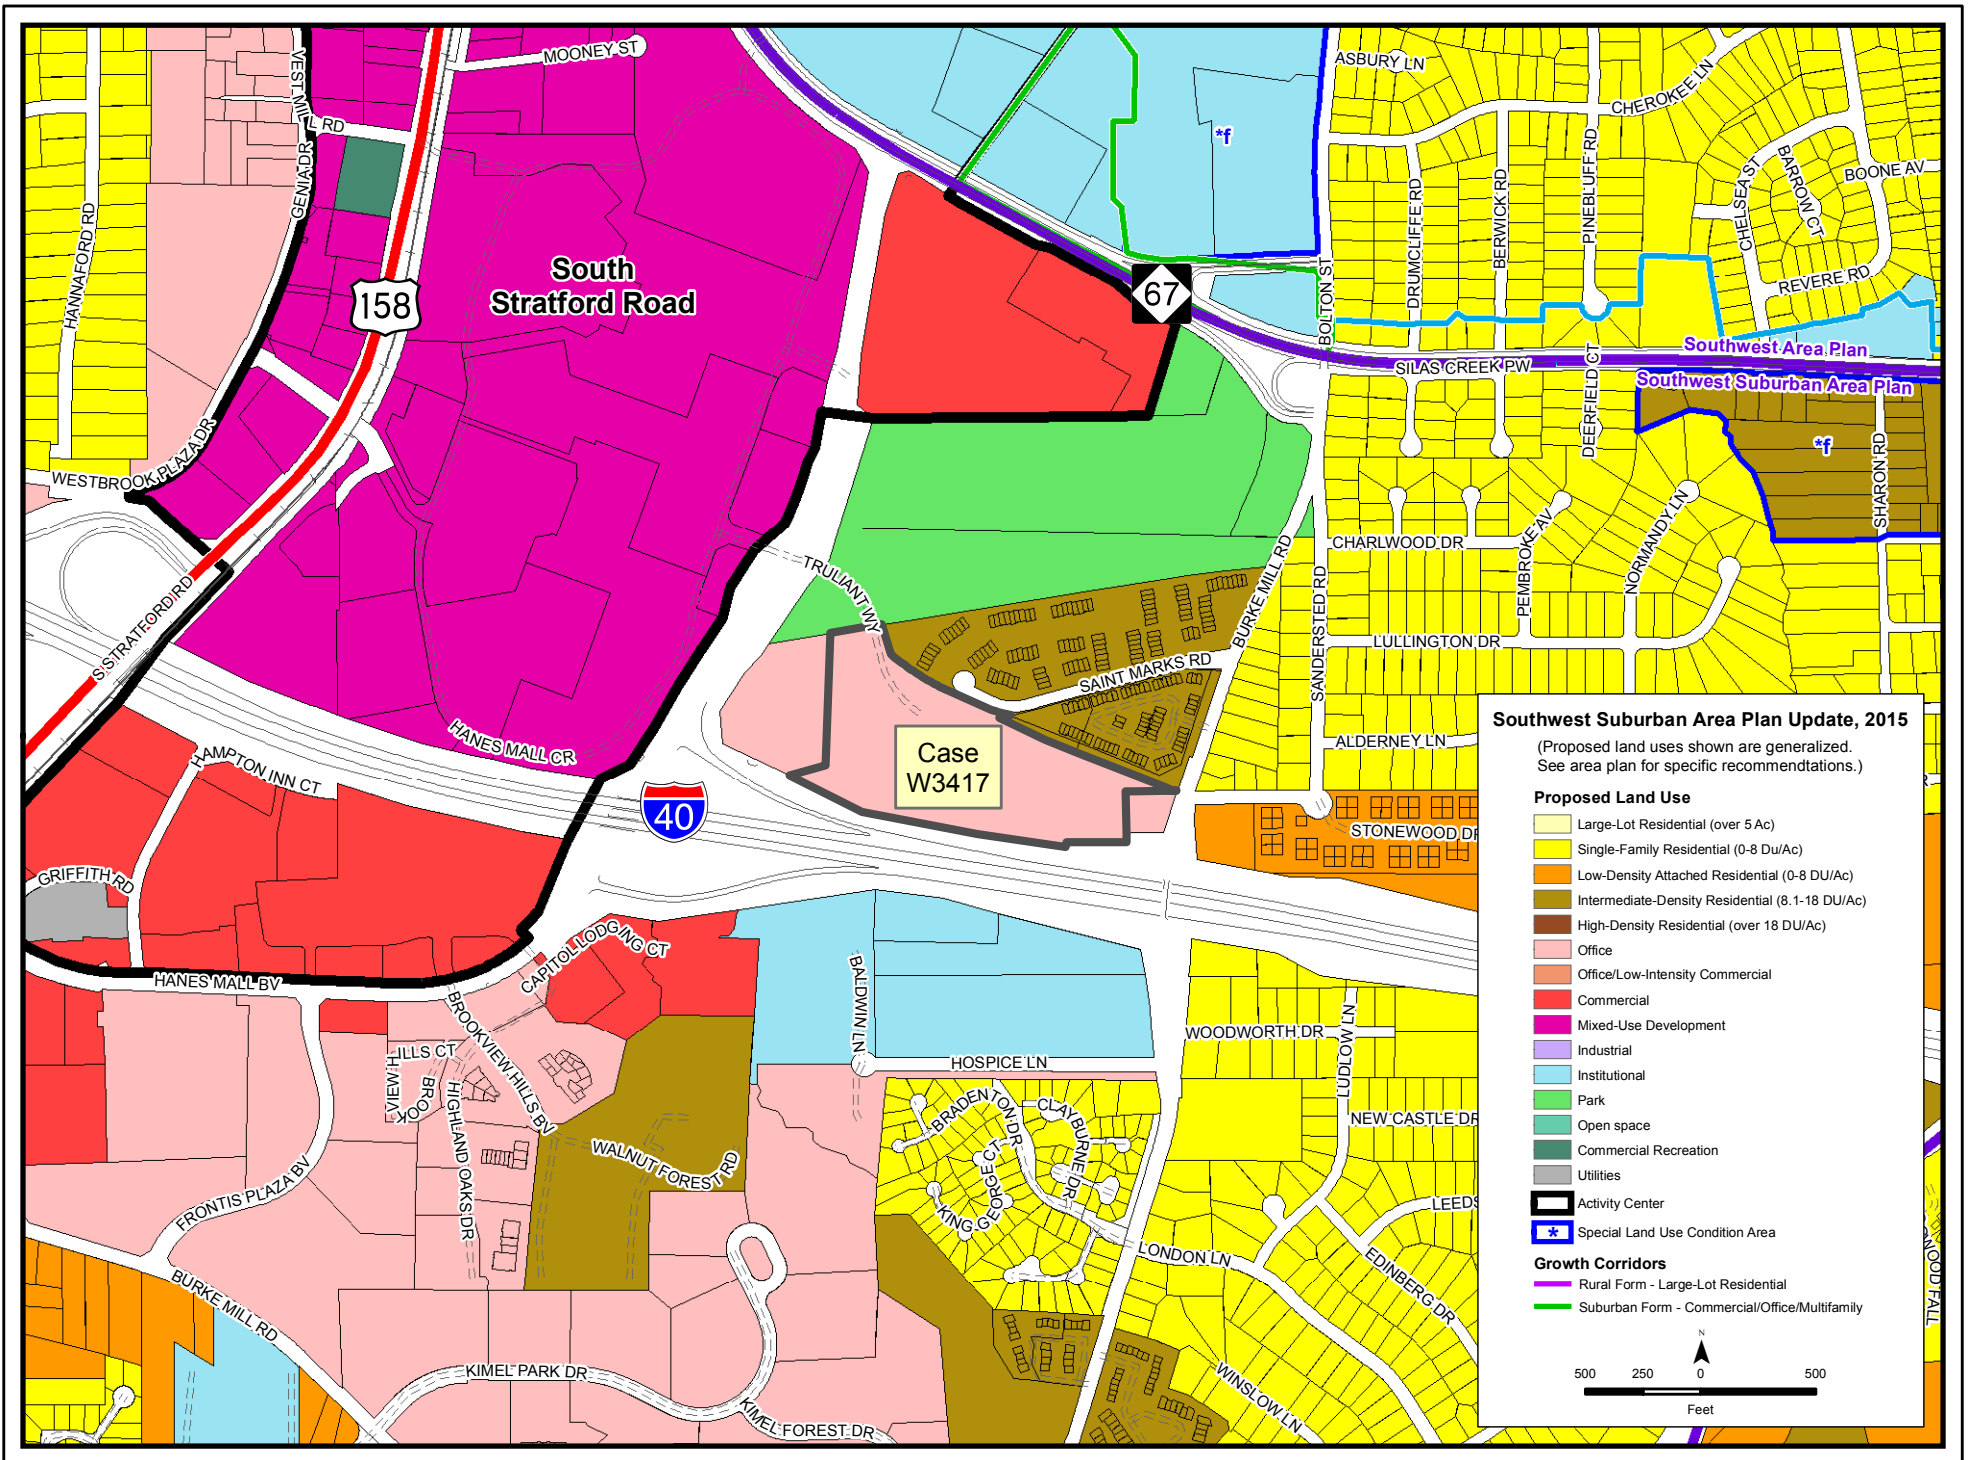 MOONEY ST
VEST MILL RD
GENIA DR
HANNAFORD RD
158
South
Stratford Road
WESTBROOK PLAZA DR
S STRATFORD RD
*f
67
ASBURY LN
CHEROKEE LN
DRUMCLIFFE RD
BERWICK RD
PINEBLUFF RD
CHELSEA ST
BARROW CT
BOONE AV
REVERE RD
BOLTON ST
SILAS CREEK PW
DEERFIELD CT
Southwest Area Plan
Southwest Suburban Area Plan
*f
SHARON RD
CHARLWOOD DR
PEMBROKE AV
NORMANDY LN
TRULIANT WY
BURKE MILL RD
SANDERSTED RD
LULLINGTON DR
SAINT MARKS RD
ALDERNEY LN
STONEWOOD DR
Case
W3417
HANES MALL CR
40
HAMPTON INN CT
GRIFFITH RD
HANES MALL BV
CAPITOL LODGING CT
BROOKVIEW HILLS BV
BROOK
VIEW HILLS CT
HIGHLAND OAKS DR
FRONTIS PLAZA BV
WALNUT FOREST RD
BALDWIN LN
HOSPICE LN
BRADENTON DR
CLAYBURNE DR
KING GEORGE CT
WOODWORTH DR
LUDLOW LN
NEW CASTLE DR
LEEDS
LONDON LN
EDINBERG DR
WINSLOW LN
BURKE MILL RD
KIMEL PARK DR
KIMEL FOREST DR
Southwest Suburban Area Plan Update, 2015
(Proposed land uses shown are generalized.
See area plan for specific recommendtations.)
Proposed Land Use
Large-Lot Residential (over 5 Ac)
Single-Family Residential (0-8 Du/Ac)
Low-Density Attached Residential (0-8 DU/Ac)
Intermediate-Density Residential (8.1-18 DU/Ac)
High-Density Residential (over 18 DU/Ac)
Office
Office/Low-Intensity Commercial
Commercial
Mixed-Use Development
Industrial
Institutional
Park
Open space
Commercial Recreation
Utilities
Activity Center
* Special Land Use Condition Area
Growth Corridors
Rural Form - Large-Lot Residential
Suburban Form - Commercial/Office/Multifamily
N
500 250 0 500
Feet